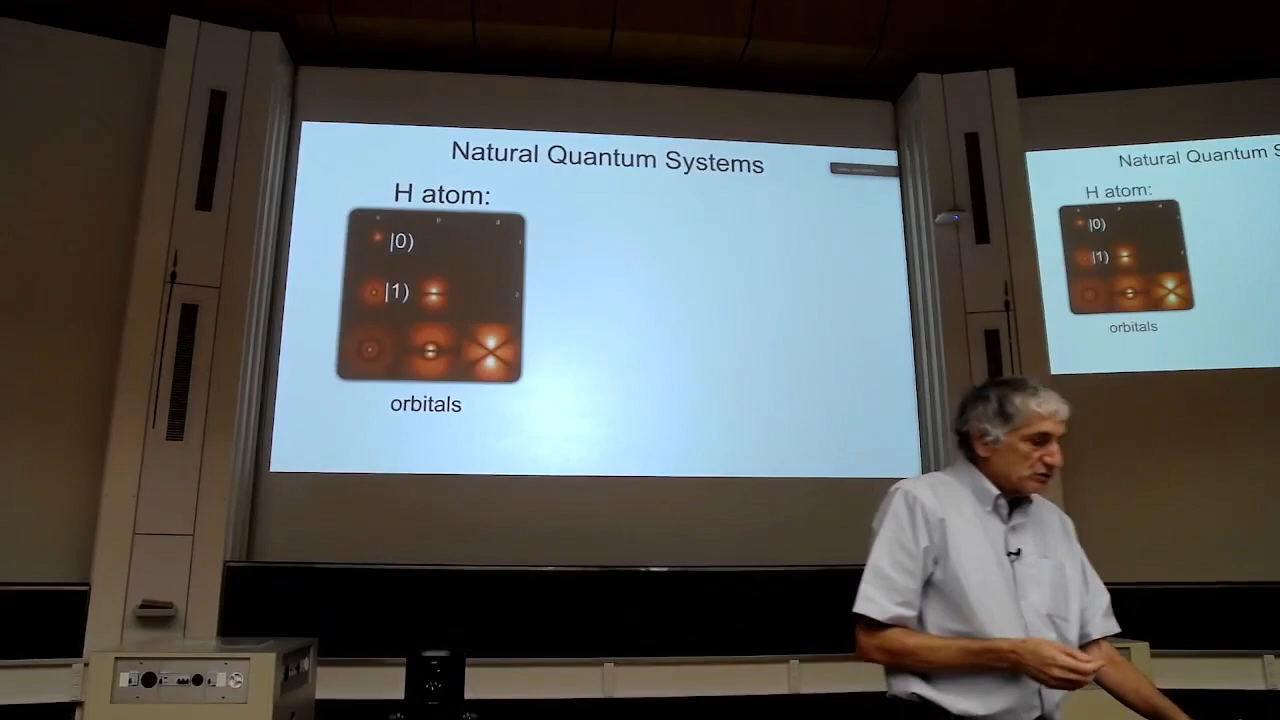 Natural Quantum Systems
H atom:
s p d
|0)
|1)
orbitals
Natural Quantum S
H atom:
|0)
|1)
orbitals